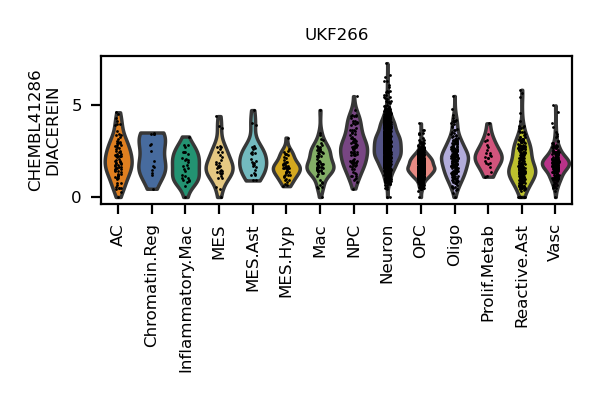 UKF266
CHEMBL41286
DIACEREIN
5
0
AC
Chromatin.Reg
Inflammatory.Mac
MES
MES.Ast
MES.Hyp
Mac
NPC
Neuron
OPC
Oligo
Prolif.Metab
Reactive.Ast
Vasc